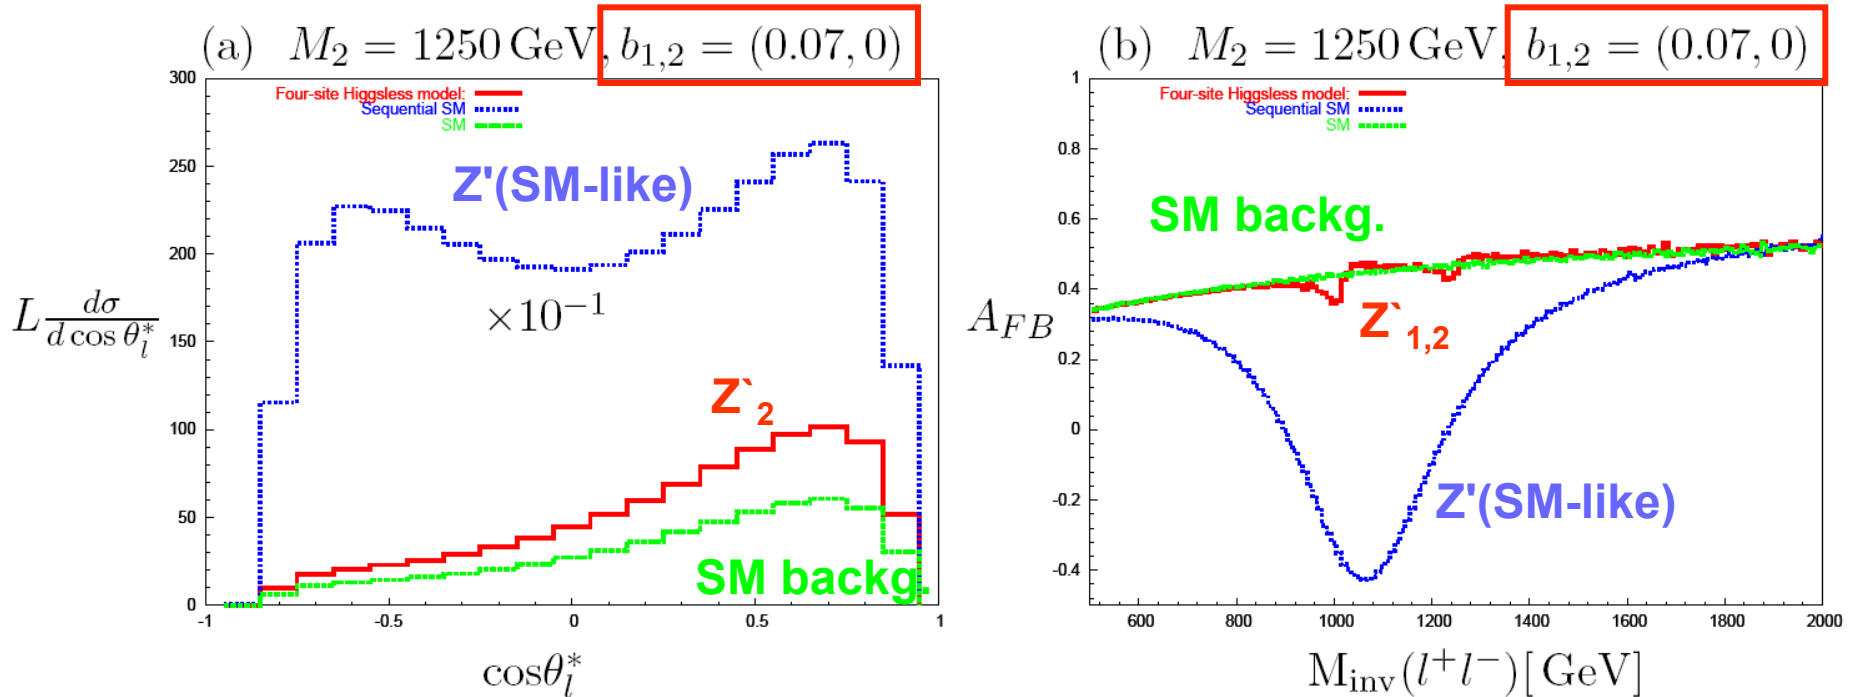 (a) M₂ = 1250 GeV, b₁,₂ = (0.07, 0)
300
250
200
150
100
50
0
Four-site Higgsless model:
Sequential SM
SM
Z'(SM-like)
×10⁻¹
L dσ/d cos θ*ₗ
Z`₂
SM backg.
-1 -0.5 0 0.5 1
cosθ*ₗ
(b) M₂ = 1250 GeV, b₁,₂ = (0.07, 0)
1
0.8
0.6
0.4
0.2
0
-0.2
-0.4
Four-site Higgsless model:
Sequential SM
SM
SM backg.
A_FB
Z`₁,₂
Z'(SM-like)
600 800 1000 1200 1400 1600 1800 2000
M_inv(l⁺l⁻)[GeV]